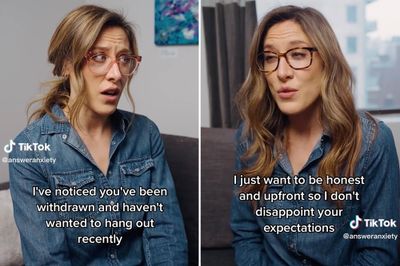 TikTok
@answeranxiety
I've noticed you've been
withdrawn and haven't
wanted to hang out
recently
I just want to be honest
and upfront so I don't
disappoint your
expectations
TikTok
@answeranxiety